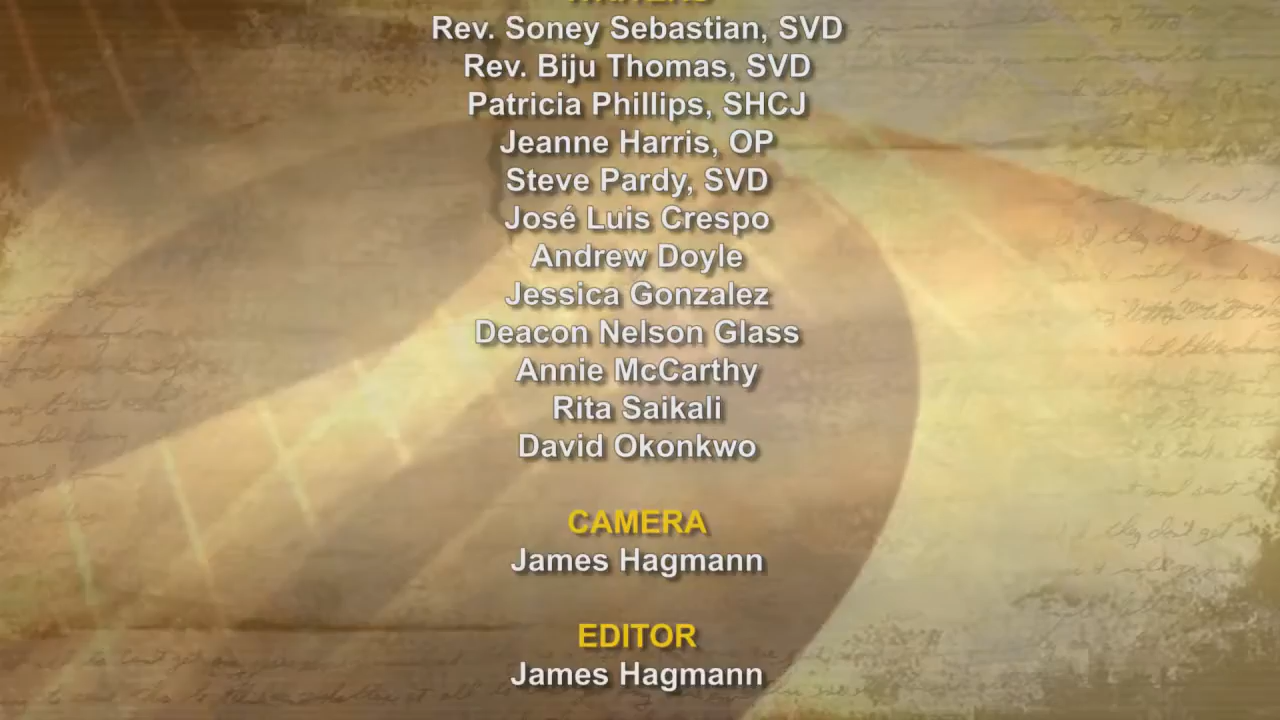 WRITERS
Rev. Soney Sebastian, SVD
Rev. Biju Thomas, SVD
Patricia Phillips, SHCJ
Jeanne Harris, OP
Steve Pardy, SVD
José Luis Crespo
Andrew Doyle
Jessica Gonzalez
Deacon Nelson Glass
Annie McCarthy
Rita Saikali
David Okonkwo
CAMERA
James Hagmann
EDITOR
James Hagmann